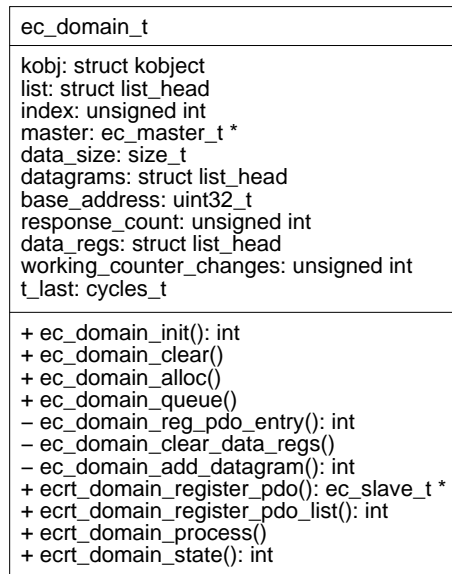 ec_domain_t
kobj: struct kobject
list: struct list_head
index: unsigned int
master: ec_master_t *
data_size: size_t
datagrams: struct list_head
base_address: uint32_t
response_count: unsigned int
data_regs: struct list_head
working_counter_changes: unsigned int
t_last: cycles_t
+ ec_domain_init(): int
+ ec_domain_clear()
+ ec_domain_alloc()
+ ec_domain_queue()
− ec_domain_reg_pdo_entry(): int
− ec_domain_clear_data_regs()
− ec_domain_add_datagram(): int
+ ecrt_domain_register_pdo(): ec_slave_t *
+ ecrt_domain_register_pdo_list(): int
+ ecrt_domain_process()
+ ecrt_domain_state(): int